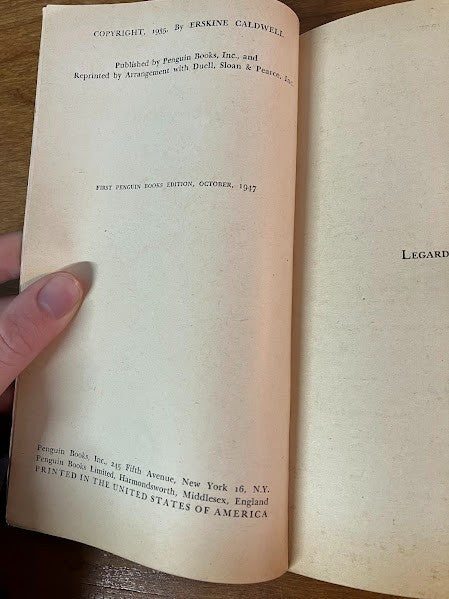 COPYRIGHT, 1935, By ERSKINE CALDWELL
Published by Penguin Books, Inc., and
Reprinted by Arrangement with Duell, Sloan & Pearce, Inc.
FIRST PENGUIN BOOKS EDITION, OCTOBER, 1947
Penguin Books, Inc., 245 Fifth Avenue, New York 16, N.Y.
Penguin Books Limited, Harmondsworth, Middlesex, England
PRINTED IN THE UNITED STATES OF AMERICA
LEGARD